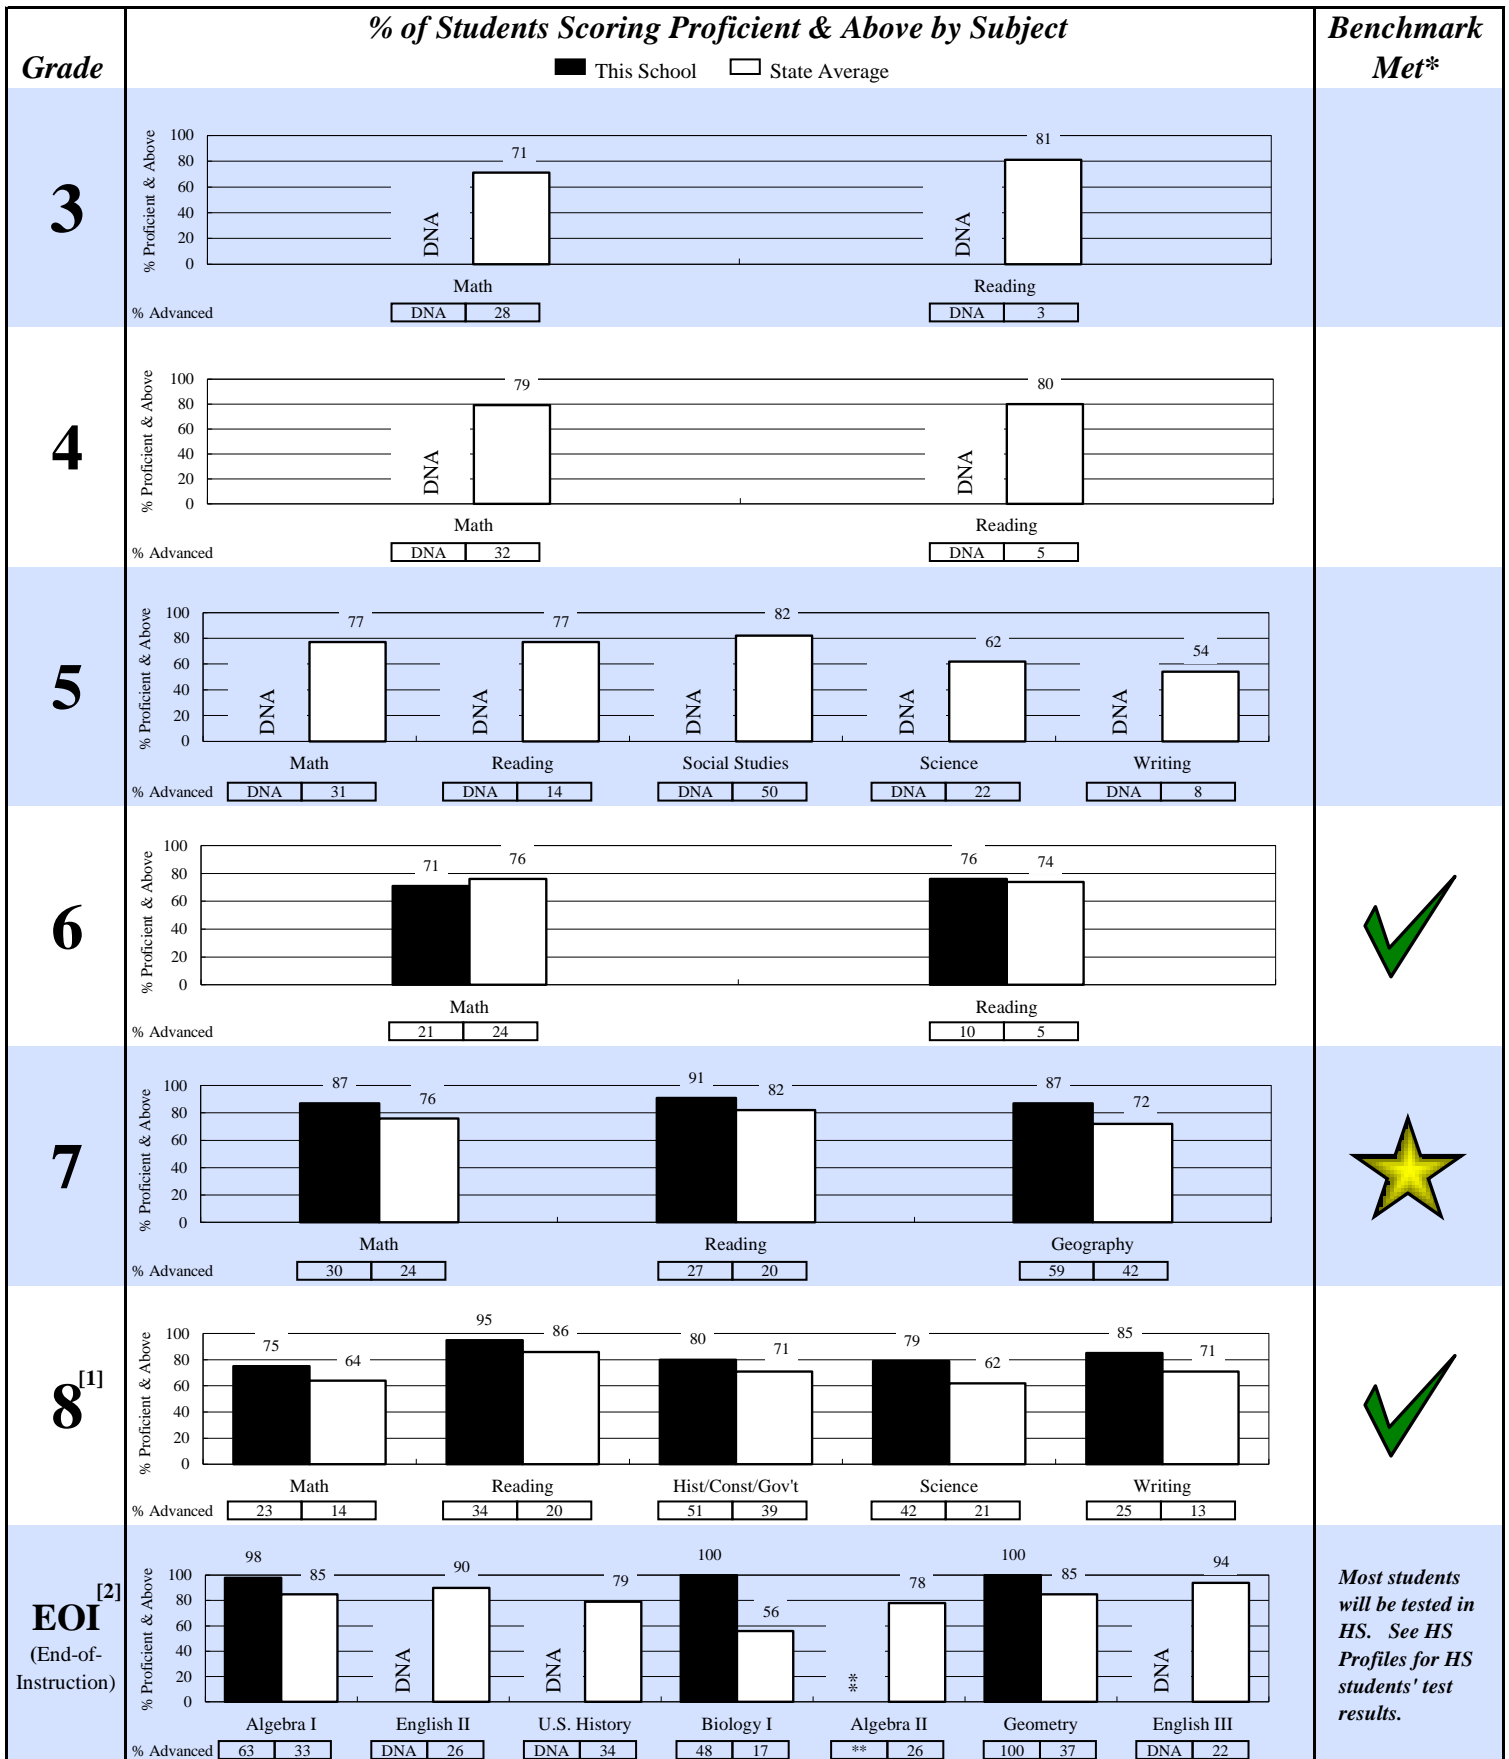 Grade
% of Students Scoring Proficient & Above by Subject
This School State Average
Benchmark
Met*
3
% Proficient & Above
100
80
60
40
20
0
DNA 71
DNA 81
Math Reading
% Advanced DNA 28 DNA 3
4
% Proficient & Above
100
80
60
40
20
0
DNA 79
DNA 80
Math Reading
% Advanced DNA 32 DNA 5
5
% Proficient & Above
100
80
60
40
20
0
DNA 77
DNA 77
DNA 82
DNA 62
DNA 54
Math Reading Social Studies Science Writing
% Advanced DNA 31 DNA 14 DNA 50 DNA 22 DNA 8
6
% Proficient & Above
100
80
60
40
20
0
71 76
76 74
Math Reading
% Advanced 21 24 10 5
7
% Proficient & Above
100
80
60
40
20
0
87 76
91 82
87 72
Math Reading Geography
% Advanced 30 24 27 20 59 42
8[1]
% Proficient & Above
100
80
60
40
20
0
75 64
95 86
80 71
79 62
85 71
Math Reading Hist/Const/Gov't Science Writing
% Advanced 23 14 34 20 51 39 42 21 25 13
EOI[2]
(End-of-
Instruction)
% Proficient & Above
100
80
60
40
20
0
98 85
DNA 90
DNA 79
100 56
** 78
100 85
DNA 94
Algebra I English II U.S. History Biology I Algebra II Geometry English III
% Advanced 63 33 DNA 26 DNA 34 48 17 ** 26 100 37 DNA 22
Most students
will be tested in
HS. See HS
Profiles for HS
students' test
results.